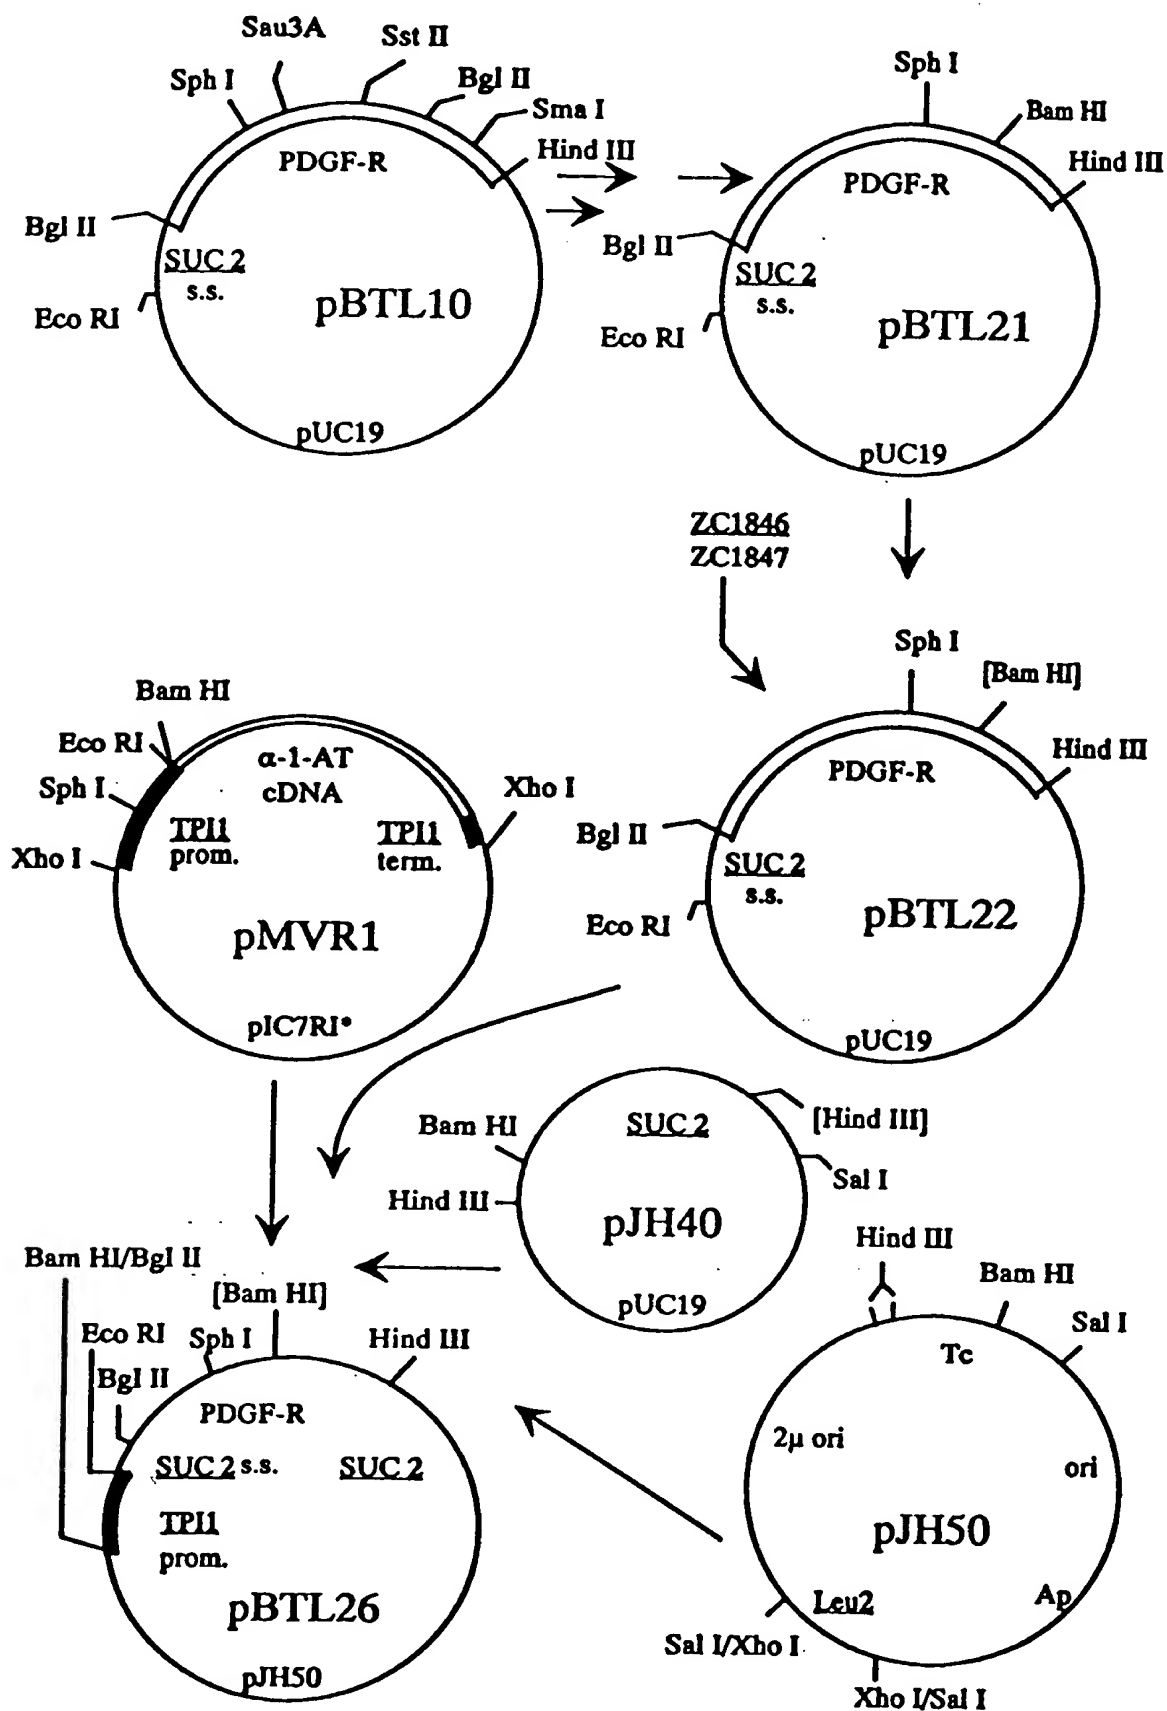 Sau3A
Sst II
Sph I
Bgl II
Sma I
Hind III
PDGF-R
Bgl II
SUC 2
s.s.
Eco RI
pBTL10
pUC19
Sph I
Bam HI
Hind III
PDGF-R
Bgl II
SUC 2
s.s.
Eco RI
pBTL21
pUC19
ZC1846
ZC1847
Sph I
[Bam HI]
Hind III
PDGF-R
Bgl II
SUC 2
s.s.
Eco RI
pBTL22
pUC19
Bam HI
Eco RI
Sph I
Xho I
α-1-AT
cDNA
TPI1
prom.
TPI1
term.
Xho I
pMVR1
pIC7RI*
SUC 2
[Hind III]
Bam HI
Sal I
Hind III
pJH40
pUC19
Hind III
Bam HI
Sal I
Tc
2μ ori
ori
pJH50
Leu2
Ap
Sal I/Xho I
Xho I/Sal I
Bam HI/Bgl II
[Bam HI]
Eco RI
Sph I
Hind III
Bgl II
PDGF-R
SUC 2 s.s.
SUC 2
TPI1
prom.
pBTL26
pJH50